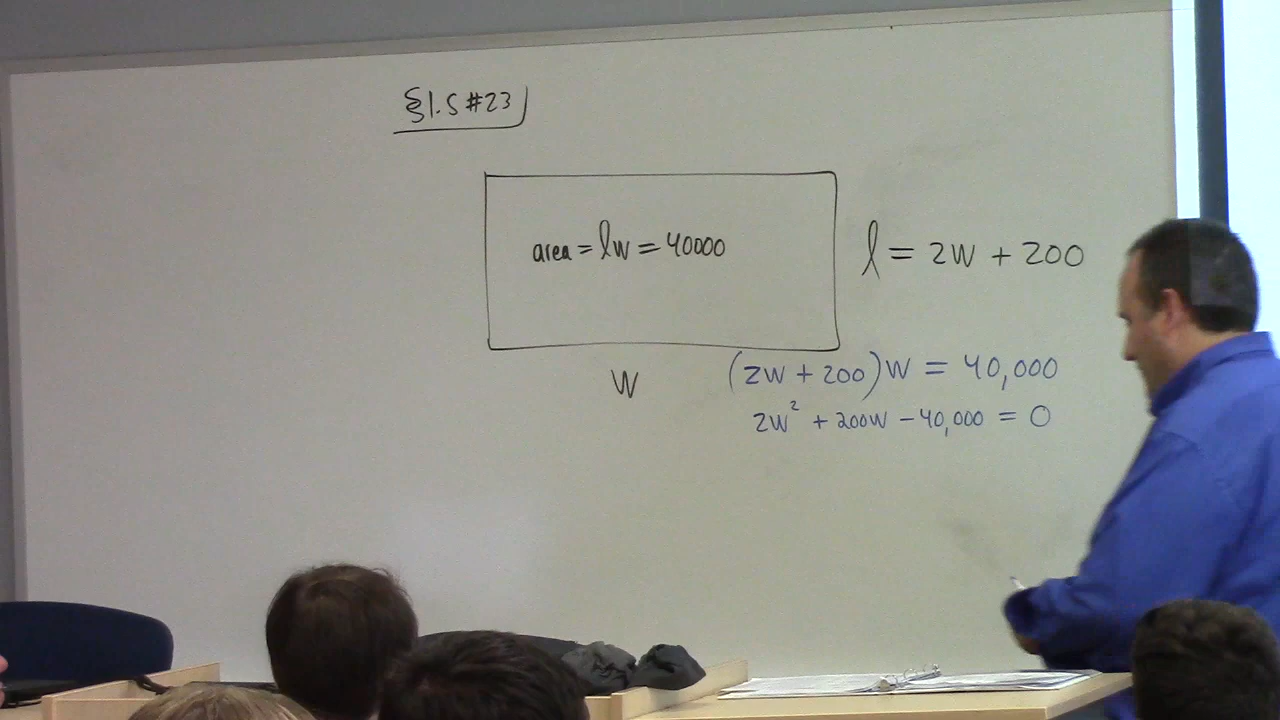 §1.5 #23
area = lw = 40000
l = 2W + 200
W
(2W + 200)W = 40,000
2W² + 200W - 40,000 = 0